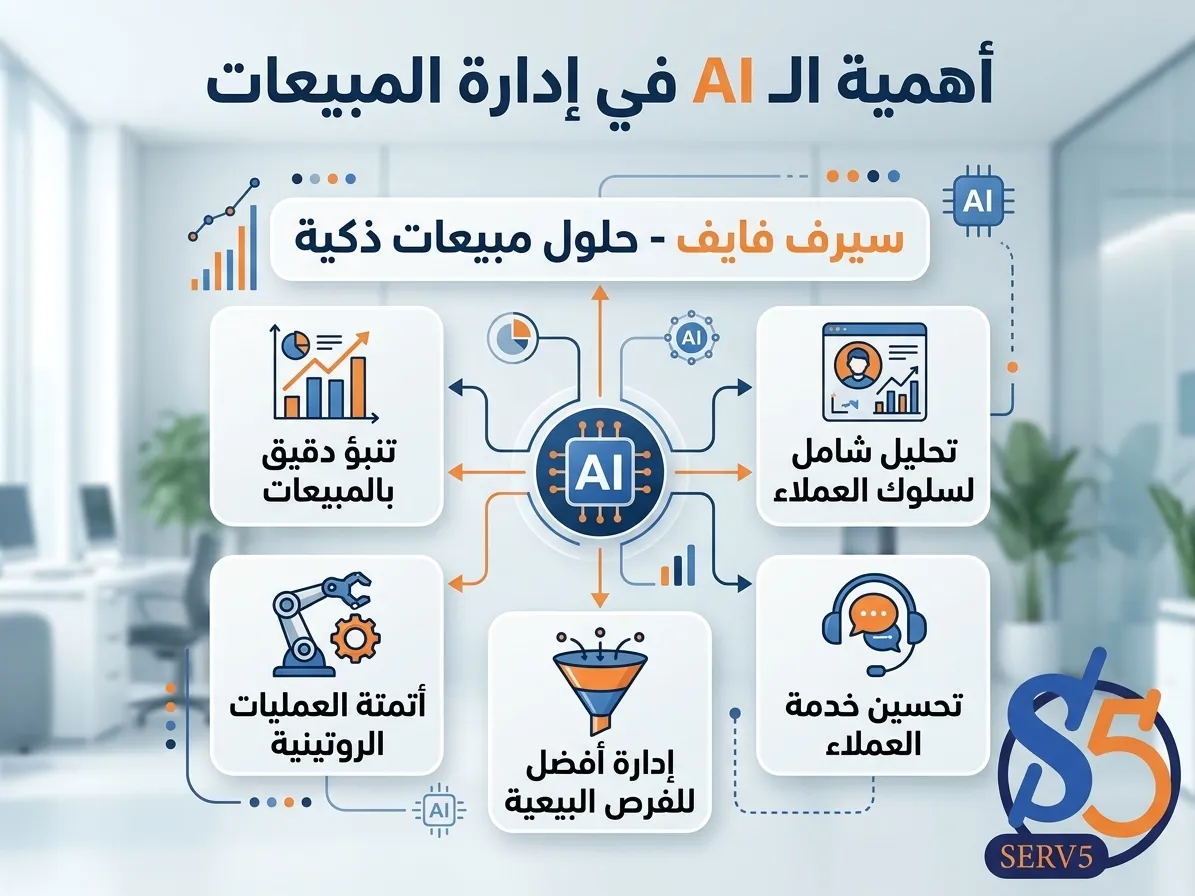 أهمية الـ AI في إدارة المبيعات
سيرف فايف - حلول مبيعات ذكية
AI
AI
تحليل شامل
لسلوك العملاء
تنبؤ دقيق
بالمبيعات
AI
تحسين خدمة
العملاء
أتمتة العمليات
الروتينية
إدارة أفضل
للفرص البيعية
AI
S5
SERV5